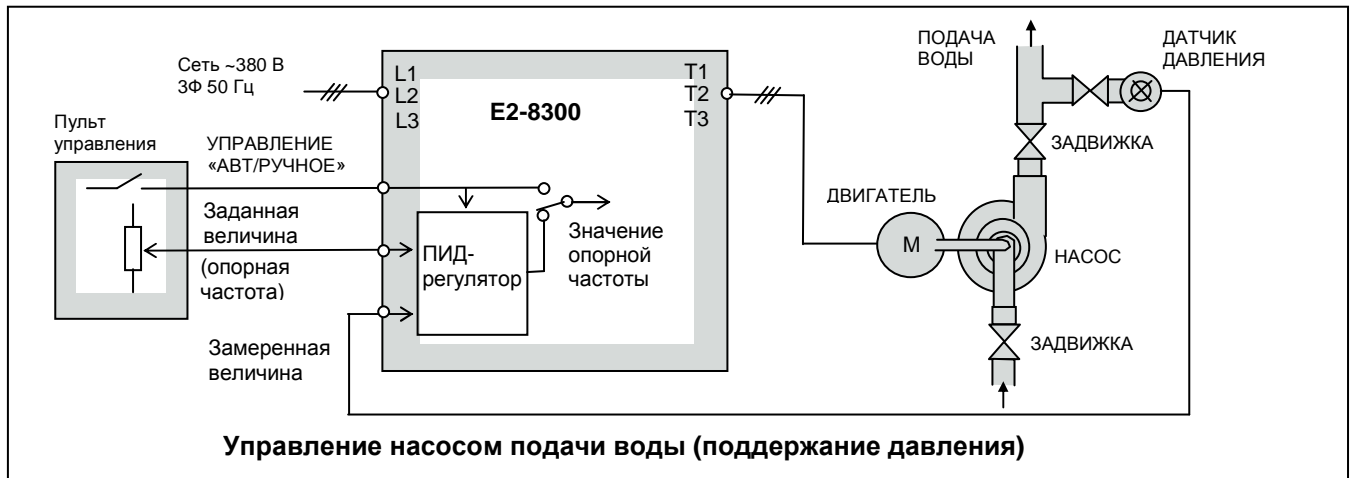 Сеть ~380 В
3Ф 50 Гц
L1
L2
L3
E2-8300
T1
T2
T3
ПОДАЧА
ВОДЫ
ДАТЧИК
ДАВЛЕНИЯ
Пульт
управления
УПРАВЛЕНИЕ
«АВТ/РУЧНОЕ»
ЗАДВИЖКА
ДВИГАТЕЛЬ
Заданная
величина
(опорная
частота)
ПИД-
регулятор
Значение
опорной
частоты
М
НАСОС
Замеренная
величина
ЗАДВИЖКА
Управление насосом подачи воды (поддержание давления)